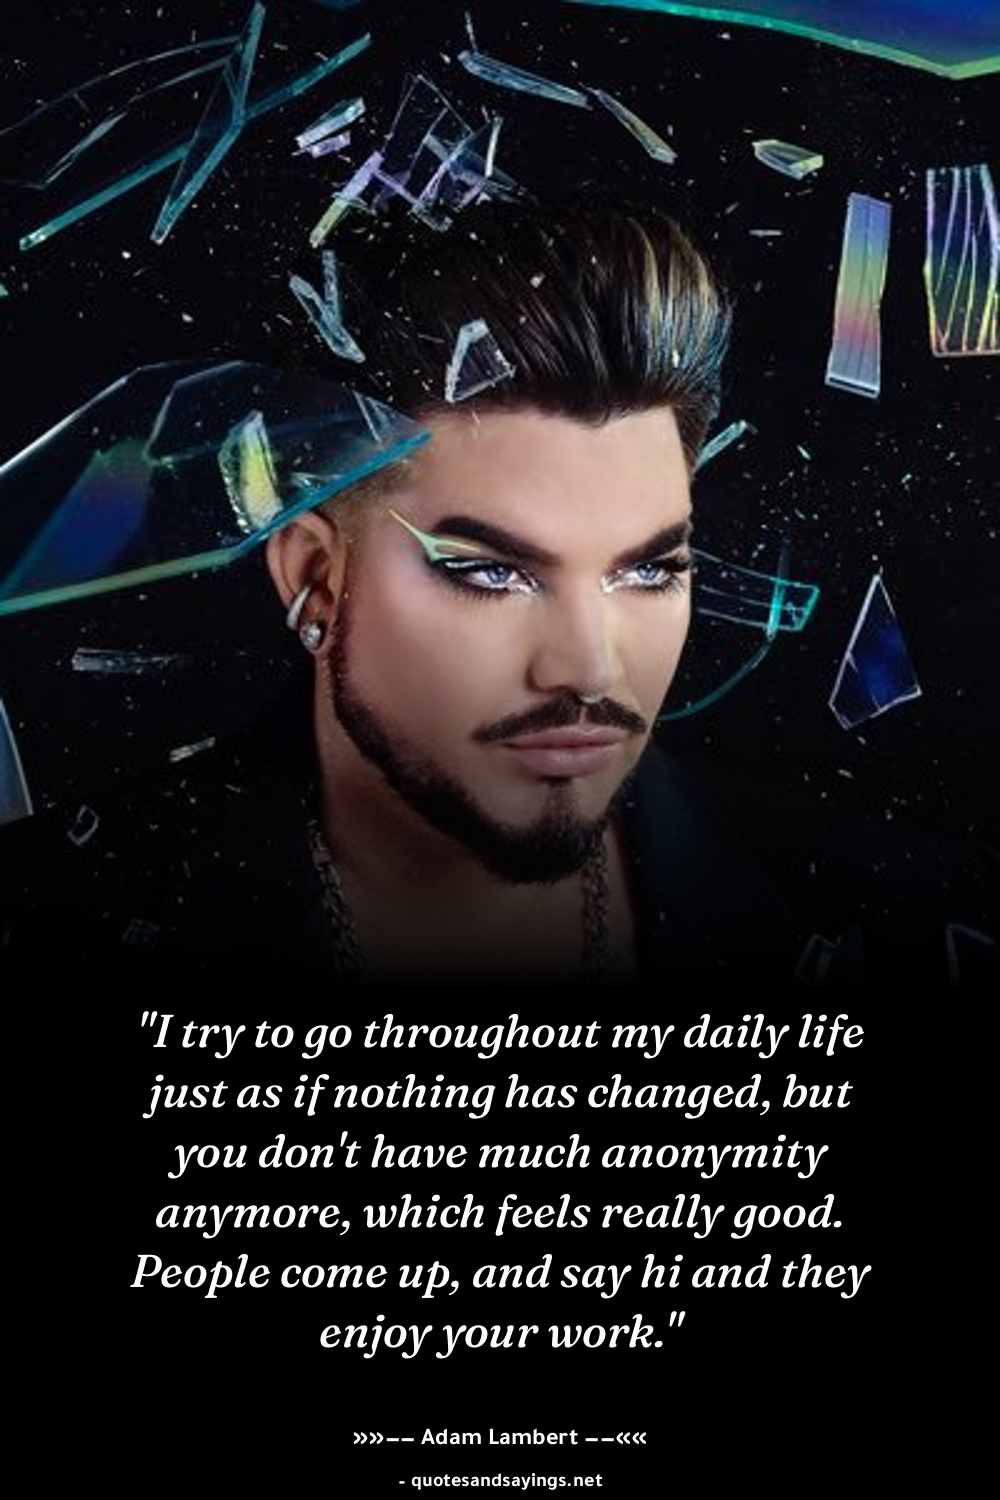 "I try to go throughout my daily life
just as if nothing has changed, but
you don't have much anonymity
anymore, which feels really good.
People come up, and say hi and they
enjoy your work."
»»–– Adam Lambert ––««
- quotesandsayings.net